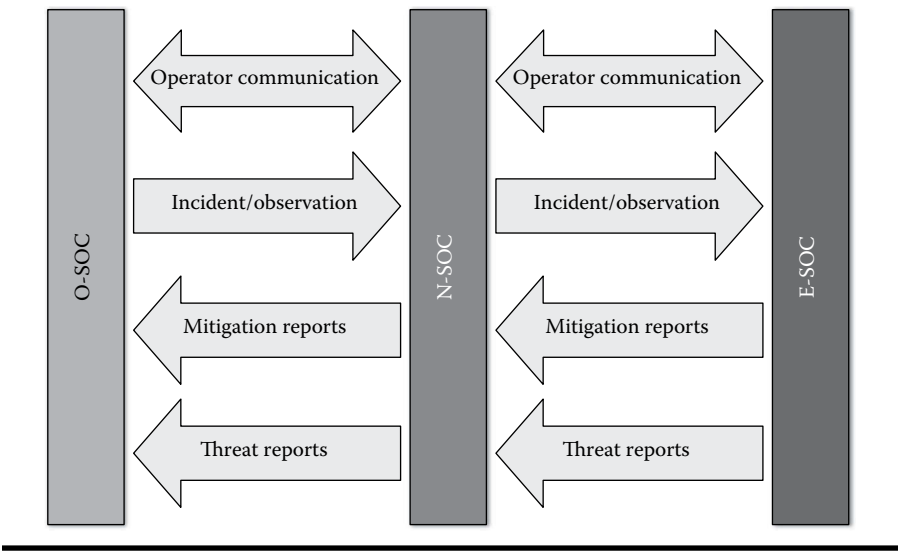 O-SOC
Operator communication
Incident/observation
Mitigation reports
Threat reports
N-SOC
Operator communication
Incident/observation
Mitigation reports
Threat reports
E-SOC